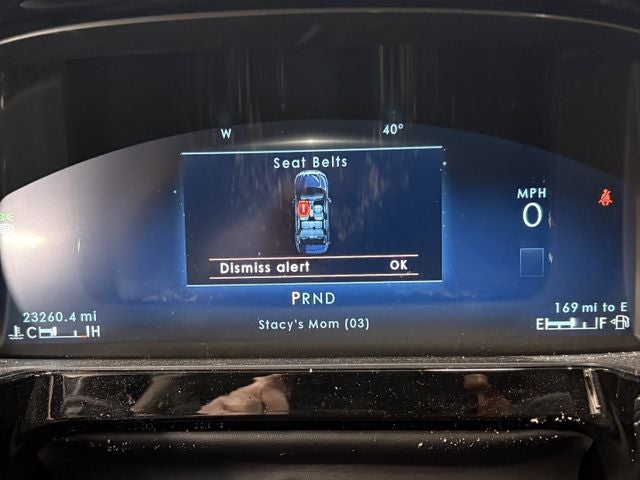 W
40°
Seat Belts
MPH
0
Dismiss alert OK
PRND
23260.4 mi
169 mi to E
C H
E F
Stacy's Mom (03)